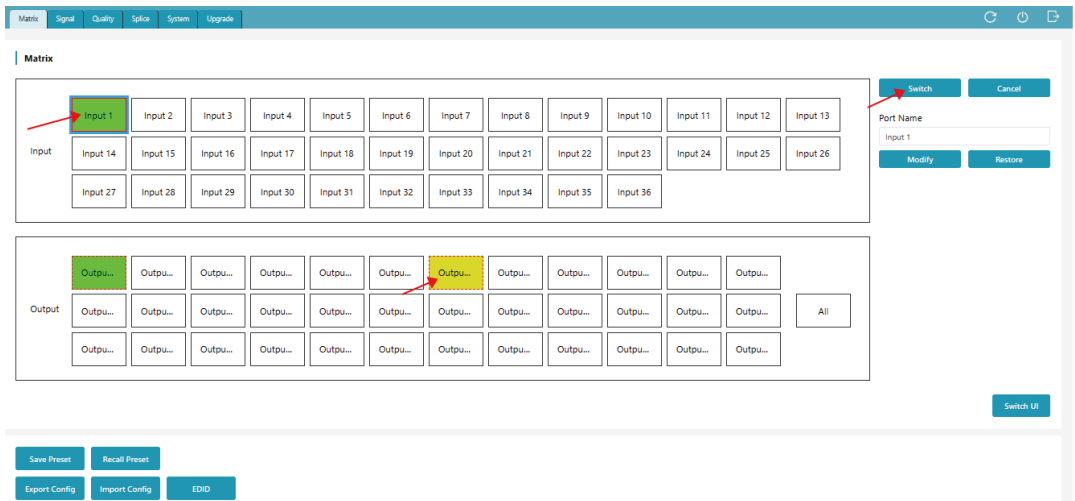 Matrix Signal Quality Splice System Upgrade
Matrix
Input 1 Input 2 Input 3 Input 4 Input 5 Input 6 Input 7 Input 8 Input 9 Input 10 Input 11 Input 12 Input 13
Input Input 14 Input 15 Input 16 Input 17 Input 18 Input 19 Input 20 Input 21 Input 22 Input 23 Input 24 Input 25 Input 26
Input 27 Input 28 Input 29 Input 30 Input 31 Input 32 Input 33 Input 34 Input 35 Input 36
Switch Cancel
Port Name
Input 1
Modify Restore
Outpu... Outpu... Outpu... Outpu... Outpu... Outpu... Outpu... Outpu... Outpu... Outpu... Outpu... Outpu...
Output Outpu... Outpu... Outpu... Outpu... Outpu... Outpu... Outpu... Outpu... Outpu... Outpu... Outpu... Outpu... All
Outpu... Outpu... Outpu... Outpu... Outpu... Outpu... Outpu... Outpu... Outpu... Outpu... Outpu... Outpu...
Switch UI
Save Preset Recall Preset
Export Config Import Config EDID